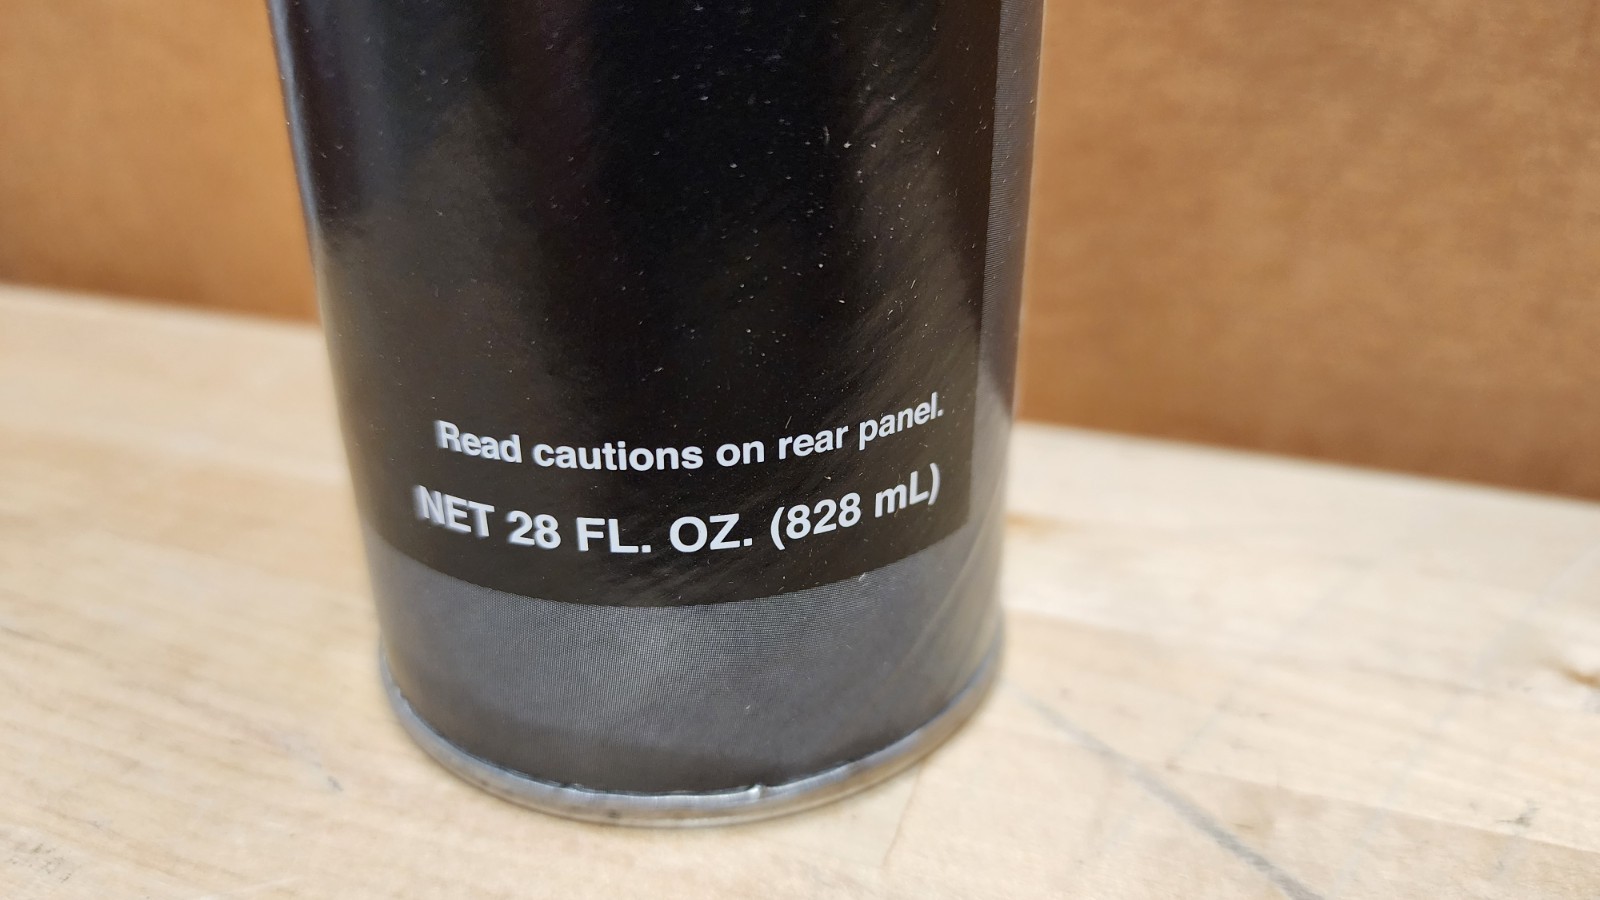 Read cautions on rear panel.
NET 28 FL. OZ. (828 mL)